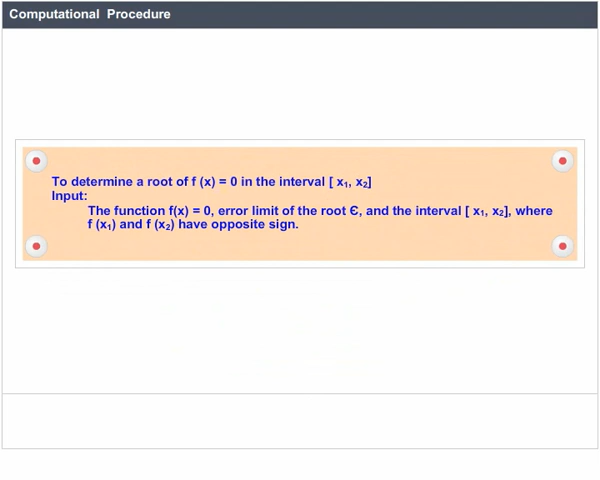 Computational Procedure
To determine a root of f (x) = 0 in the interval [ x₁, x₂]
Input:
The function f(x) = 0, error limit of the root Є, and the interval [ x₁, x₂], where
f (x₁) and f (x₂) have opposite sign.